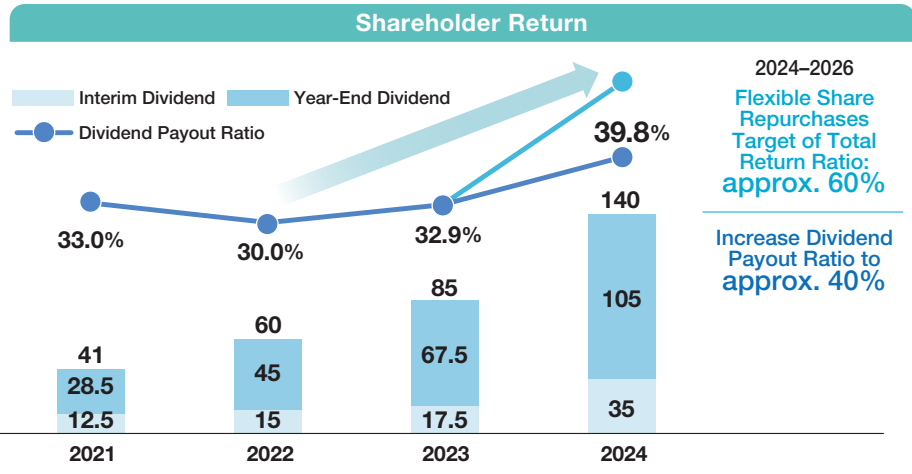 Shareholder Return
Interim Dividend
Year-End Dividend
Dividend Payout Ratio
33.0%
30.0%
32.9%
39.8%
41
28.5
12.5
60
45
15
85
67.5
17.5
140
105
35
2021
2022
2023
2024
2024–2026
Flexible Share
Repurchases
Target of Total
Return Ratio:
approx. 60%
Increase Dividend
Payout Ratio to
approx. 40%